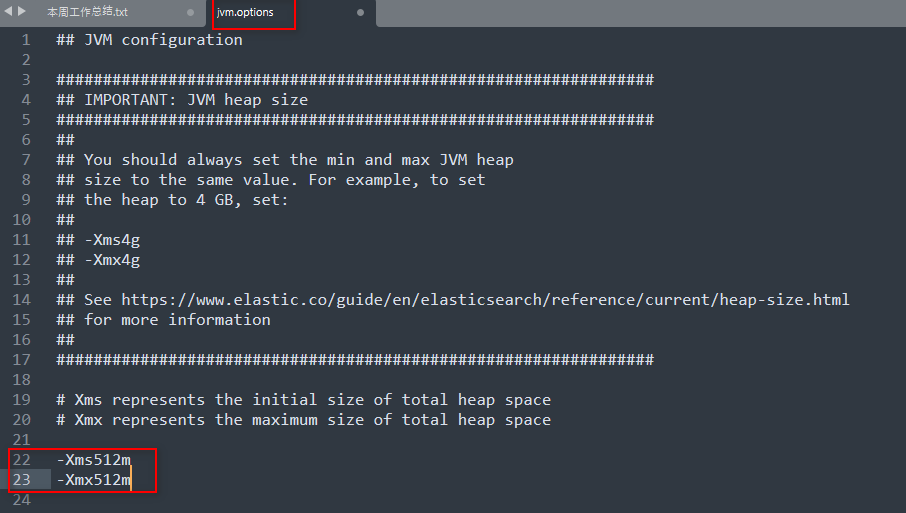 本周工作总结.txt
jvm.options
1 ## JVM configuration
2
3 ################################################################
4 ## IMPORTANT: JVM heap size
5 ################################################################
6 ##
7 ## You should always set the min and max JVM heap
8 ## size to the same value. For example, to set
9 ## the heap to 4 GB, set:
10 ##
11 ## -Xms4g
12 ## -Xmx4g
13 ##
14 ## See https://www.elastic.co/guide/en/elasticsearch/reference/current/heap-size.html
15 ## for more information
16 ##
17 ################################################################
18
19 # Xms represents the initial size of total heap space
20 # Xmx represents the maximum size of total heap space
21
22 -Xms512m
23 -Xmx512m
24